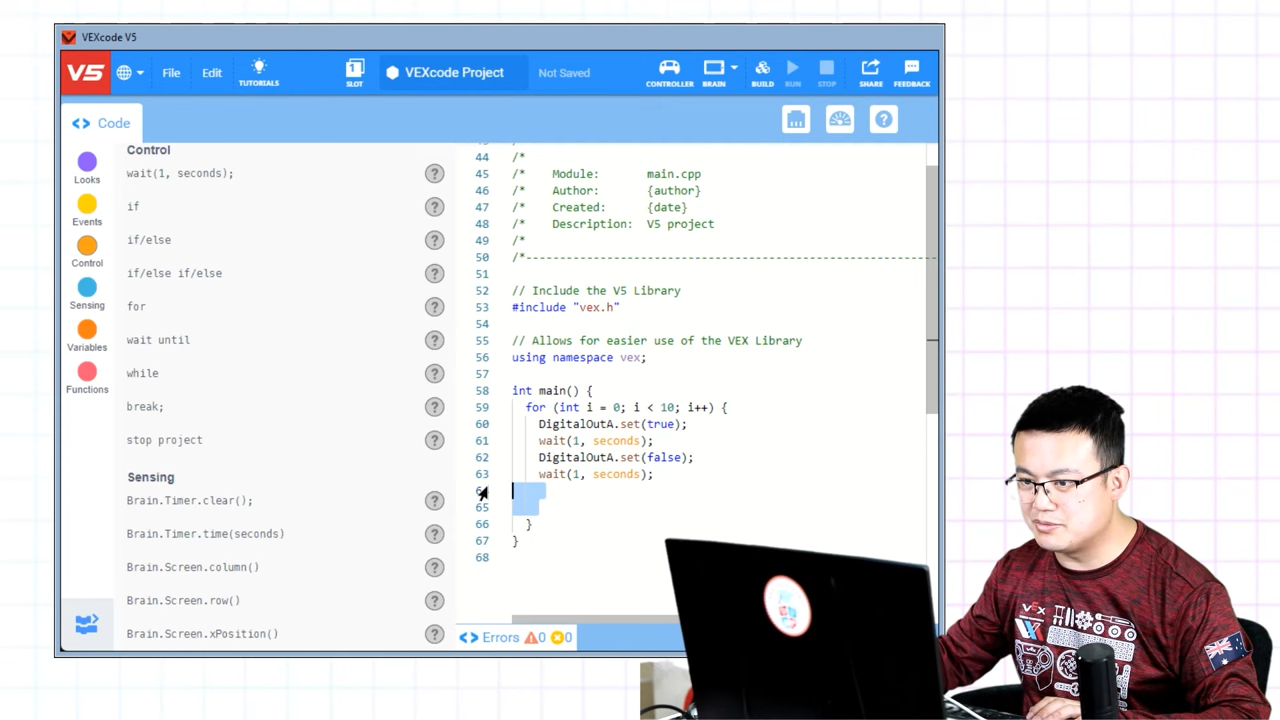 VEXcode V5
V5 File Edit TUTORIALS 1 SLOT VEXcode Project Not Saved CONTROLLER BRAIN BUILD RUN STOP SHARE FEEDBACK
<> Code ?
Looks
Events
Control
Sensing
Variables
Functions
Control
wait(1, seconds); ?
if ?
if/else ?
if/else if/else ?
for ?
wait until ?
while ?
break; ?
stop project ?
Sensing
Brain.Timer.clear(); ?
Brain.Timer.time(seconds) ?
Brain.Screen.column() ?
Brain.Screen.row() ?
Brain.Screen.xPosition() ?
44 /*
45 /* Module: main.cpp
46 /* Author: {author}
47 /* Created: {date}
48 /* Description: V5 project
49 /*
50 /*----------------------------------------------------------------
51
52 // Include the V5 Library
53 #include "vex.h"
54
55 // Allows for easier use of the VEX Library
56 using namespace vex;
57
58 int main() {
59 for (int i = 0; i < 10; i++) {
60 DigitalOutA.set(true);
61 wait(1, seconds);
62 DigitalOutA.set(false);
63 wait(1, seconds);
65
66 }
67 }
68
<> Errors 0 0